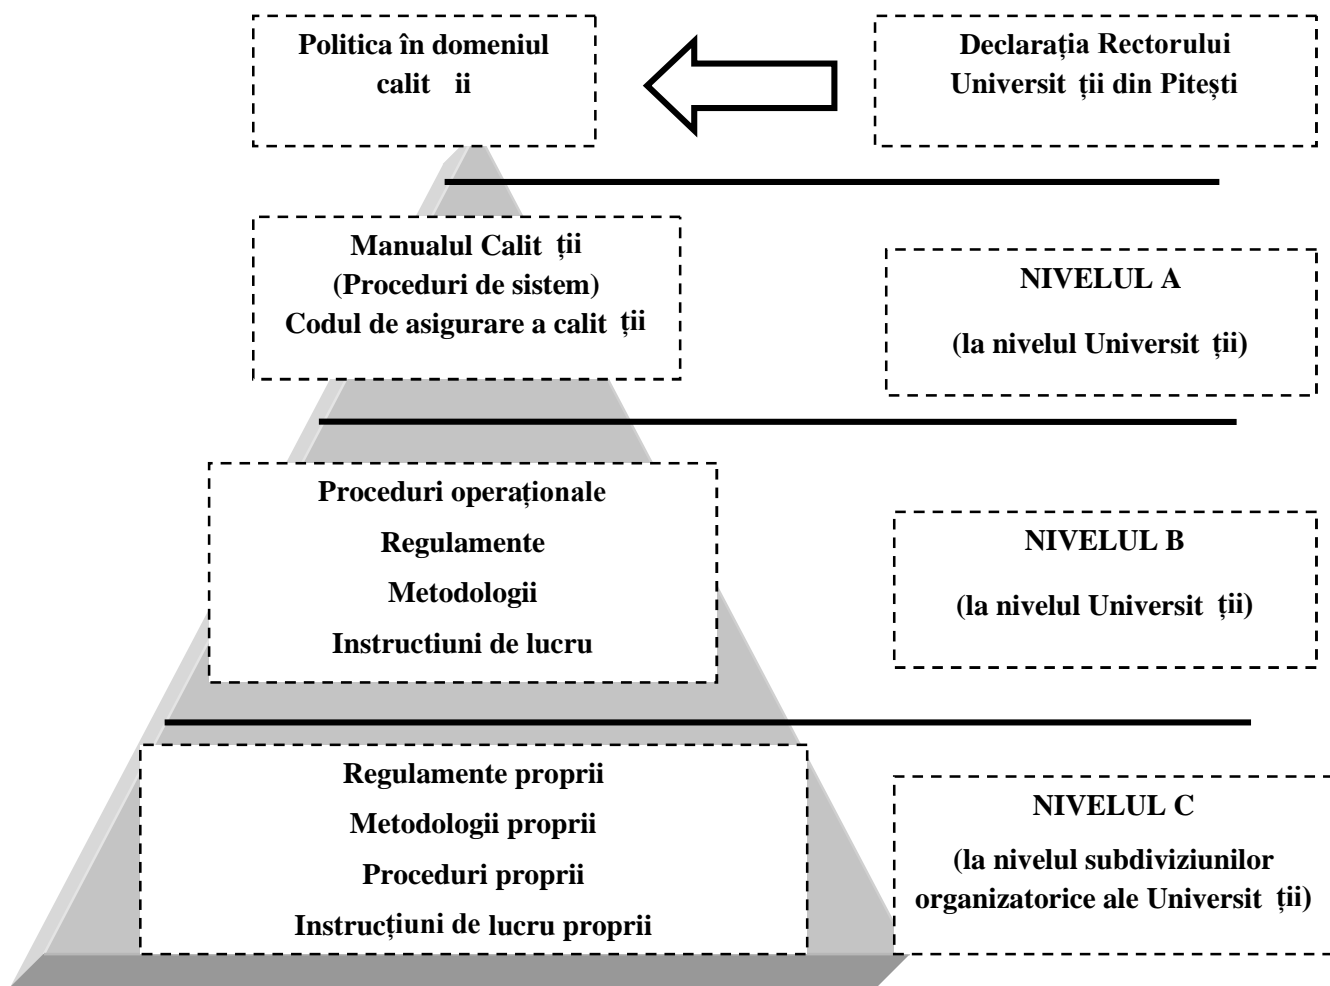 Politica în domeniul
calit ii
Declarația Rectorului
Universit ții din Pitești
Manualul Calit ții
(Proceduri de sistem)
Codul de asigurare a calit ții
NIVELUL A
(la nivelul Universit ții)
Proceduri operaționale
Regulamente
Metodologii
Instructiuni de lucru
NIVELUL B
(la nivelul Universit ții)
Regulamente proprii
Metodologii proprii
Proceduri proprii
Instrucțiuni de lucru proprii
NIVELUL C
(la nivelul subdiviziunilor
organizatorice ale Universit ții)